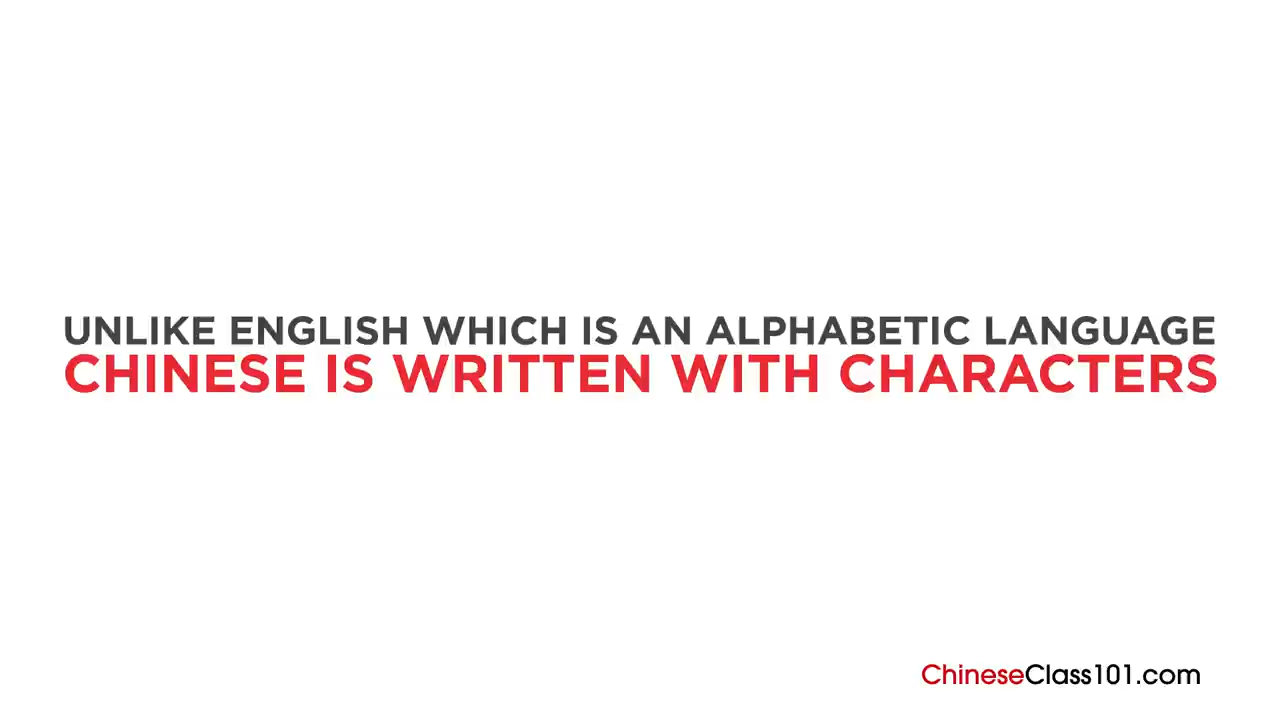 UNLIKE ENGLISH WHICH IS AN ALPHABETIC LANGUAGE
CHINESE IS WRITTEN WITH CHARACTERS
ChineseClass101.com